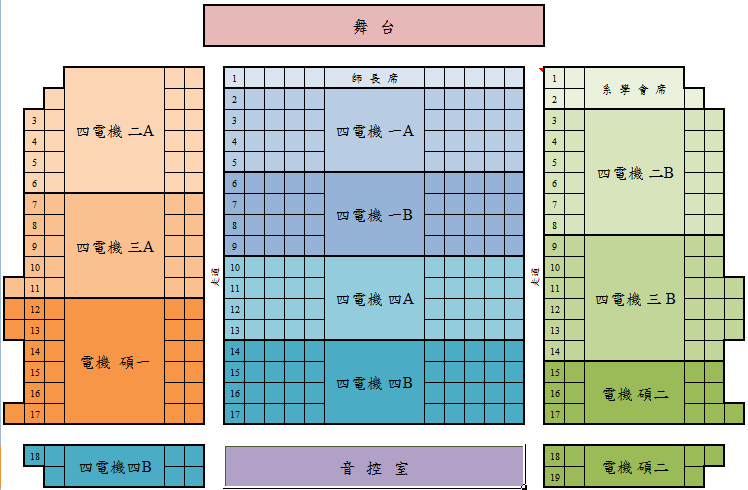 舞 台
四電機 二A
3
4
5
6
四電機 三A
7
8
9
10
11
電機 碩一
12
13
14
15
16
17
四電機四B
18
走道
師 長 席
1
四電機 一A
2
3
4
5
四電機 一B
6
7
8
9
四電機 四A
10
11
12
13
四電機 四B
14
15
16
17
音 控 室
走道
系 學 會 席
1
2
四電機 二B
3
4
5
6
7
8
四電機 三B
9
10
11
12
13
14
電機 碩二
15
16
17
電機 碩二
18
19